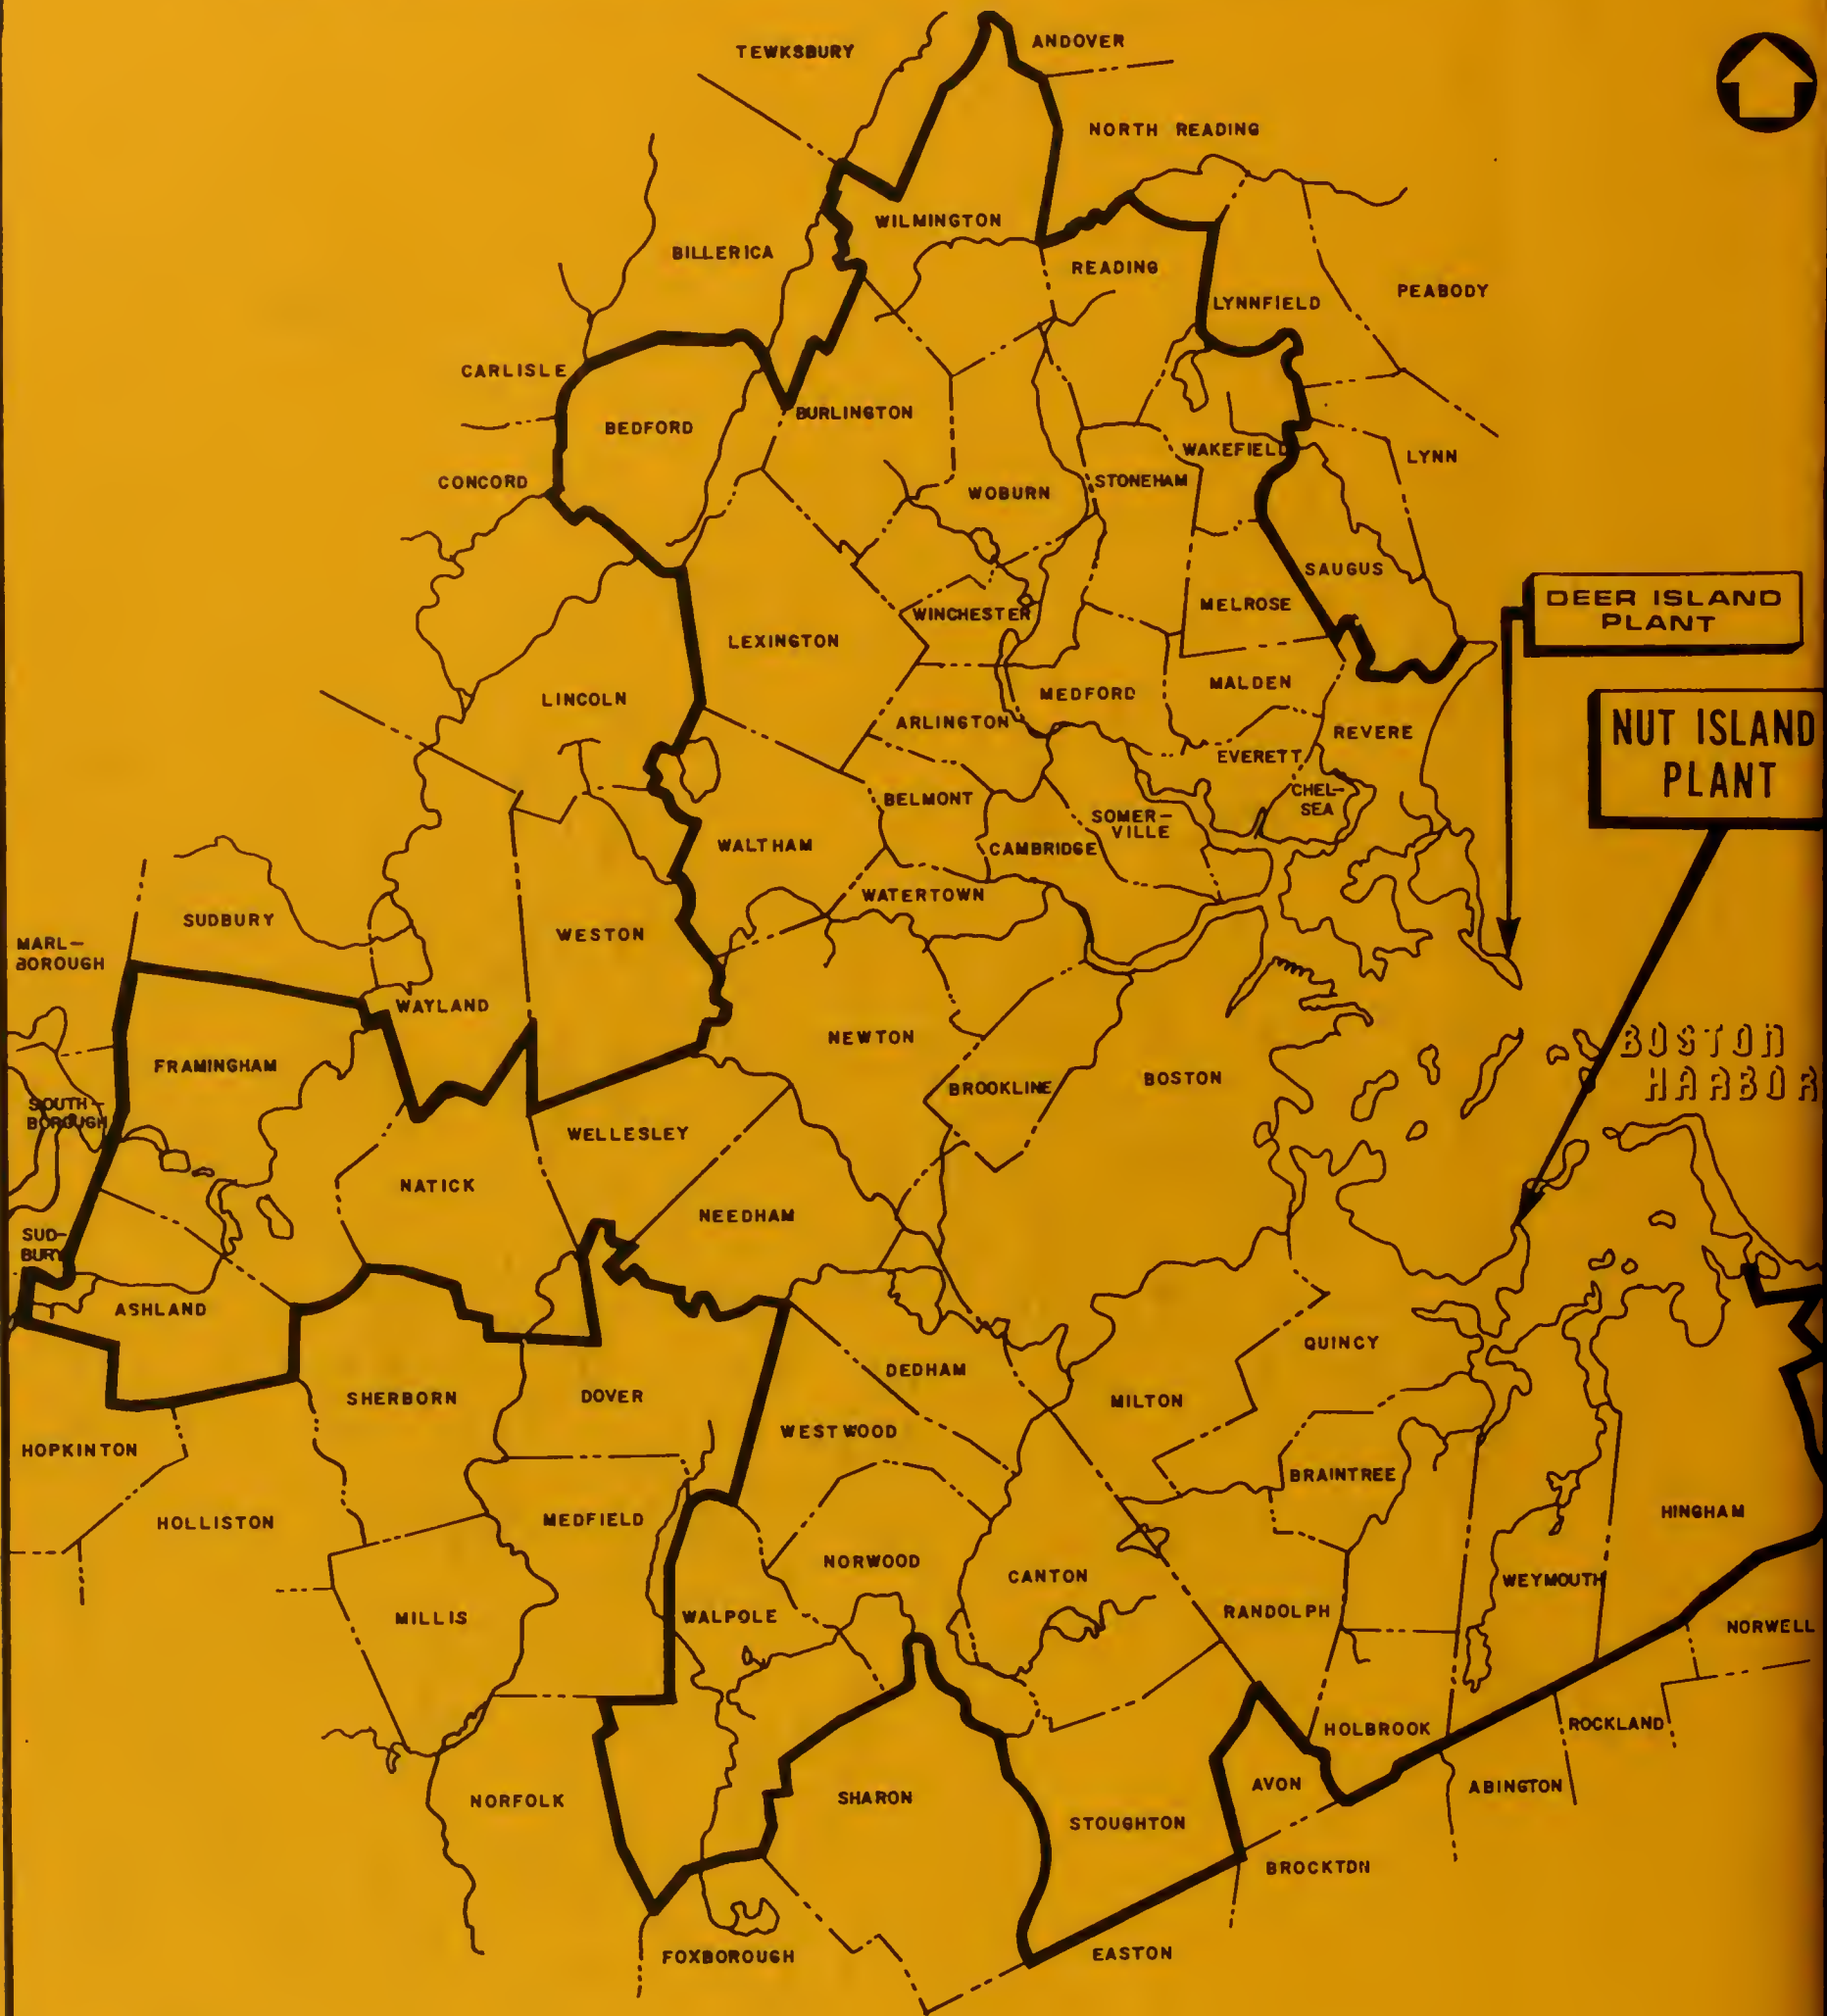 TEWKSBURY
ANDOVER
NORTH READING
WILMINGTON
BILLERICA
READING
PEABODY
LYNNFIELD
CARLISLE
BURLINGTON
BEDFORD
WAKEFIELD
LYNN
CONCORD
STONEHAM
WOBURN
SAUGUS
DEER ISLAND
PLANT
MELROSE
WINCHESTER
LEXINGTON
MALDEN
MEDFORD
LINCOLN
ARLINGTON
REVERE
NUT ISLAND
PLANT
EVERETT
CHEL-
SEA
BELMONT
SOMER-
VILLE
WALTHAM
CAMBRIDGE
WATERTOWN
SUDBURY
WESTON
MARL-
BOROUGH
WAYLAND
NEWTON
BOSTON
HARBOR
FRAMINGHAM
BOSTON
BROOKLINE
SOUTH-
BOROUGH
WELLESLEY
NATICK
NEEDHAM
SUD-
BURY
ASHLAND
QUINCY
DEDHAM
SHERBORN
DOVER
MILTON
WESTWOOD
HOPKINTON
BRAINTREE
HINGHAM
HOLLISTON
MEDFIELD
NORWOOD
CANTON
WEYMOUTH
MILLIS
WALPOLE
RANDOLPH
NORWELL
HOLBROOK
ROCKLAND
AVON
ABINGTON
NORFOLK
SHARON
STOUGHTON
BROCKTON
FOXBOROUGH
EASTON